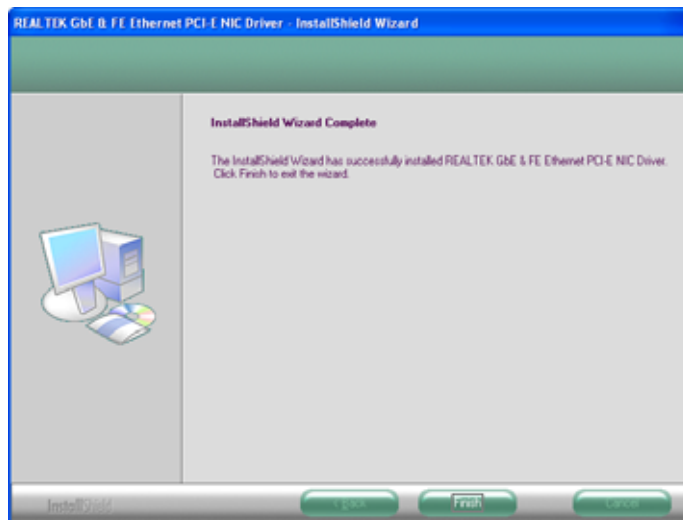 REALTEK GbE & FE Ethernet PCI-E NIC Driver - InstallShield Wizard
InstallShield Wizard Complete
The InstallShield Wizard has successfully installed REALTEK GbE & FE Ethernet PCI-E NIC Driver.
Click Finish to exit the wizard.
InstallShield
< Back
Finish
Cancel